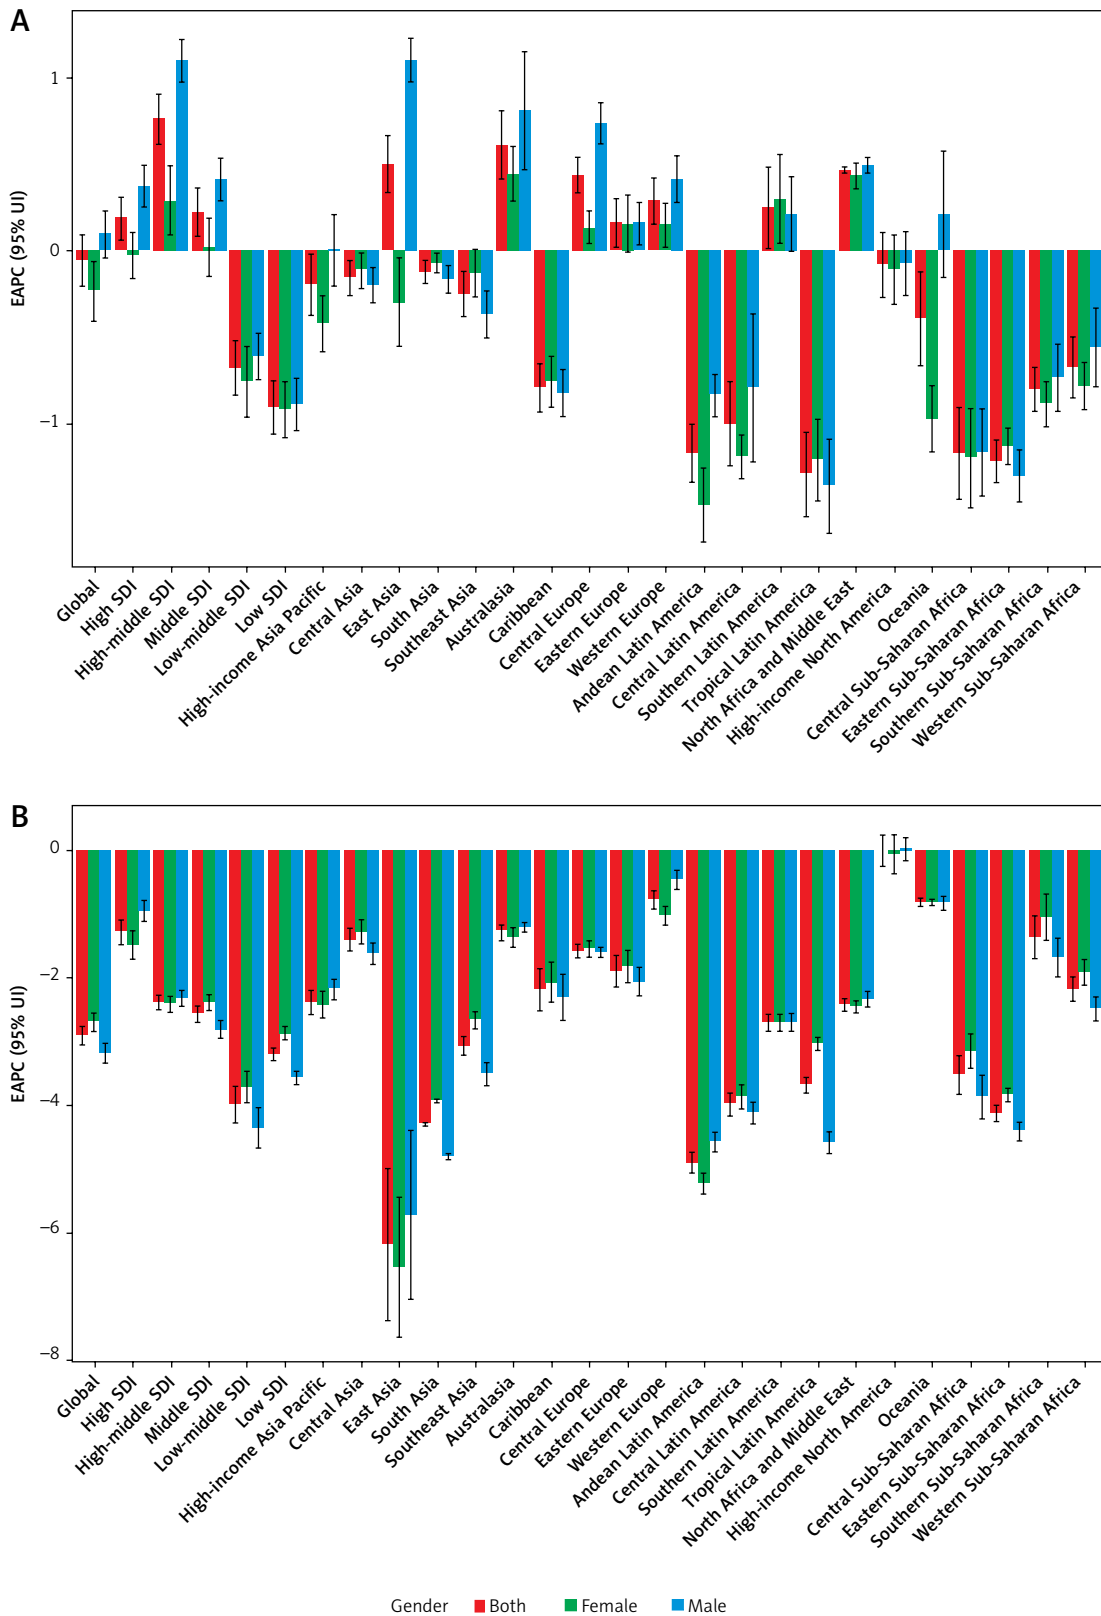 A
EAPC (95% UI)
1
0
−1
Global
High SDI
High-middle SDI
Middle SDI
Low-middle SDI
Low SDI
High-income Asia Pacific
Central Asia
East Asia
South Asia
Southeast Asia
Australasia
Caribbean
Central Europe
Eastern Europe
Western Europe
Andean Latin America
Central Latin America
Southern Latin America
Tropical Latin America
North Africa and Middle East
High-income North America
Oceania
Central Sub-Saharan Africa
Eastern Sub-Saharan Africa
Southern Sub-Saharan Africa
Western Sub-Saharan Africa
B
EAPC (95% UI)
0
−2
−4
−6
−8
Global
High SDI
High-middle SDI
Middle SDI
Low-middle SDI
Low SDI
High-income Asia Pacific
Central Asia
East Asia
South Asia
Southeast Asia
Australasia
Caribbean
Central Europe
Eastern Europe
Western Europe
Andean Latin America
Central Latin America
Southern Latin America
Tropical Latin America
North Africa and Middle East
High-income North America
Oceania
Central Sub-Saharan Africa
Eastern Sub-Saharan Africa
Southern Sub-Saharan Africa
Western Sub-Saharan Africa
Gender Both Female Male